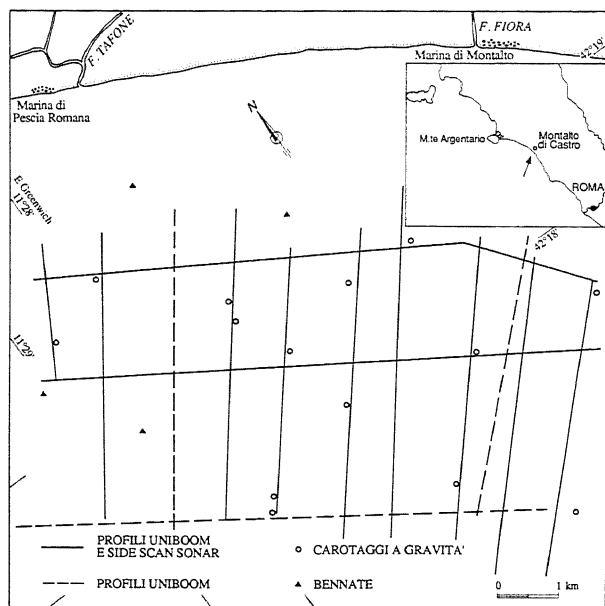 F. TAFONE
F. FIORA
Marina di Montalto
42°19'
Marina di
Pescia Romana
N
M.te Argentario
Montalto
di Castro
ROMA
E Greenwich
11°28'
42°18'
11°29'
PROFILI UNIBOOM
E SIDE SCAN SONAR
CAROTAGGI A GRAVITA'
PROFILI UNIBOOM
BENNATE
0 1 km